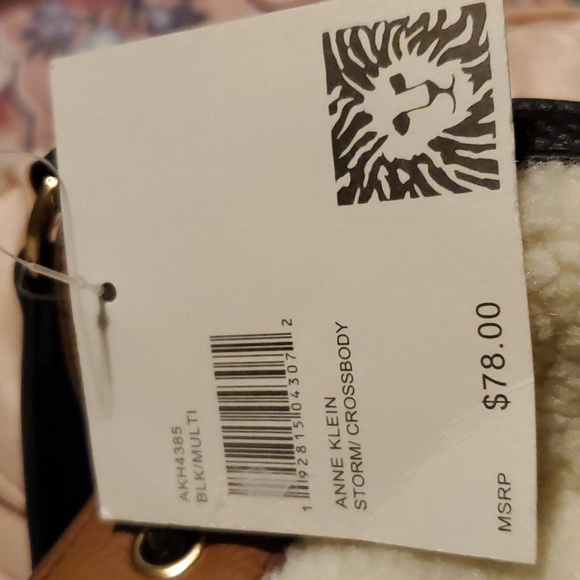 AKH4385
BLK/MULTI
1 92815 04307 2
ANNE KLEIN
STORM/ CROSSBODY
MSRP $78.00